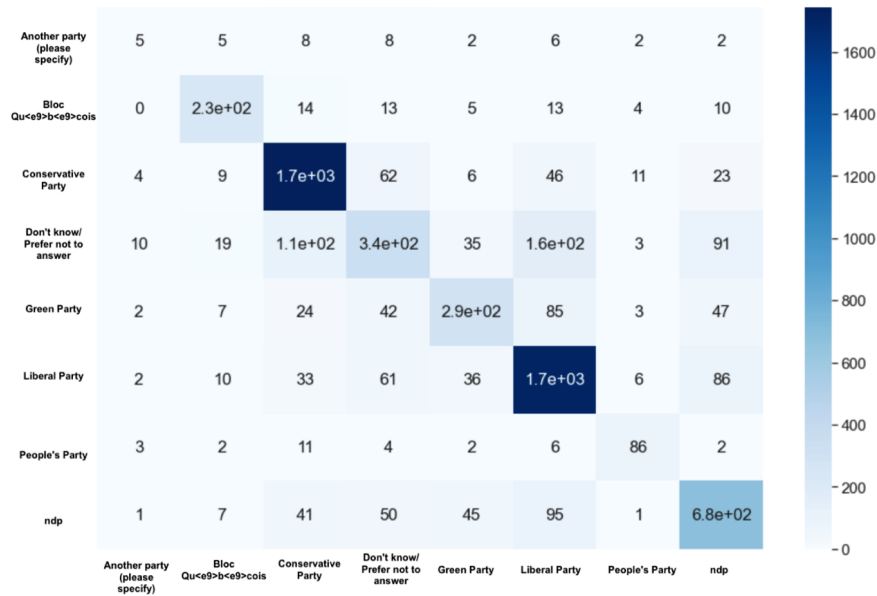 Another party
(please
specify)
5 5 8 8 2 6 2 2
Bloc
Qu<e9>b<e9>cois
0 2.3e+02 14 13 5 13 4 10
Conservative
Party
4 9 1.7e+03 62 6 46 11 23
Don't know/
Prefer not to
answer
10 19 1.1e+02 3.4e+02 35 1.6e+02 3 91
Green Party
2 7 24 42 2.9e+02 85 3 47
Liberal Party
2 10 33 61 36 1.7e+03 6 86
People's Party
3 2 11 4 2 6 86 2
ndp
1 7 41 50 45 95 1 6.8e+02
Another party
(please
specify)
Bloc
Qu<e9>b<e9>cois
Conservative
Party
Don't know/
Prefer not to
answer
Green Party
Liberal Party
People's Party
ndp
1600
1400
1200
1000
800
600
400
200
0